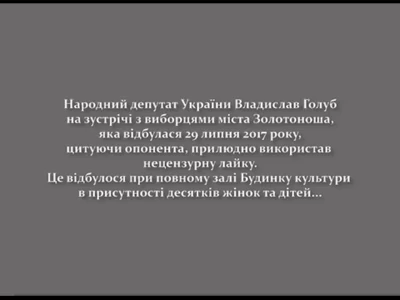 Народний депутат України Владислав Голуб
на зустрічі з виборцями міста Золотоноша,
яка відбулася 29 липня 2017 року,
цитуючи опонента, прилюдно використав
нецензурну лайку.
Це відбулося при повному залі Будинку культури
в присутності десятків жінок та дітей...